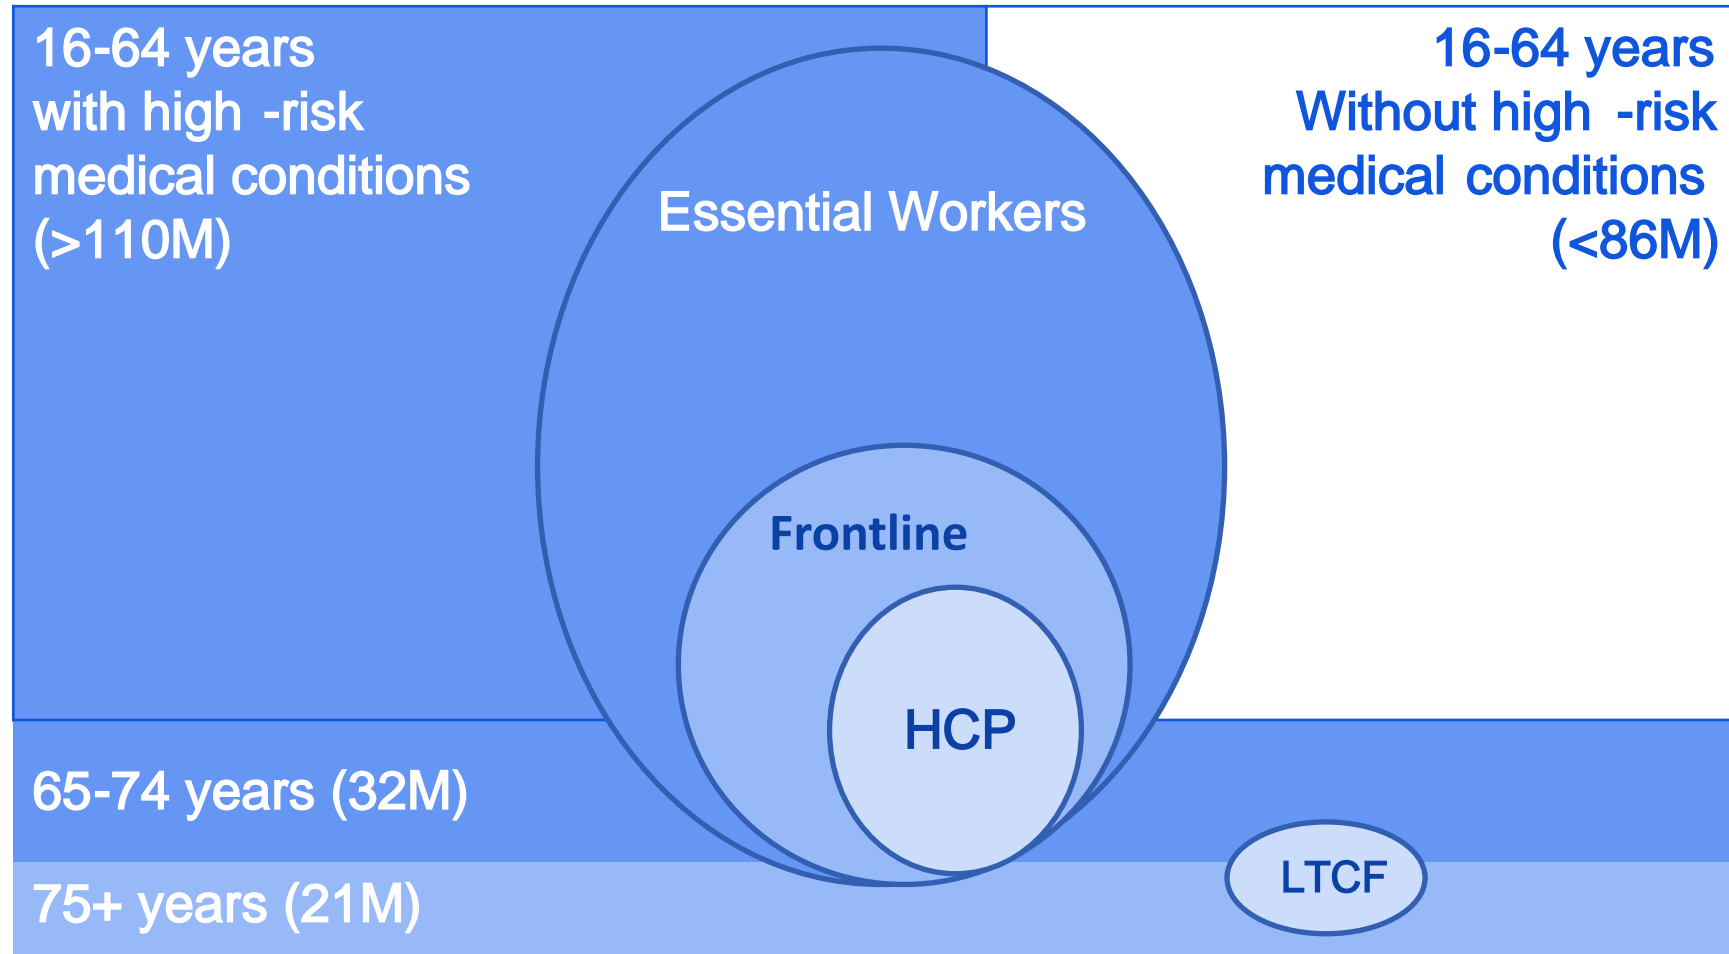 16-64 years
with high -risk
medical conditions
(>110M)
16-64 years
Without high -risk
medical conditions
(<86M)
Essential Workers
Frontline
HCP
65-74 years (32M)
LTCF
75+ years (21M)